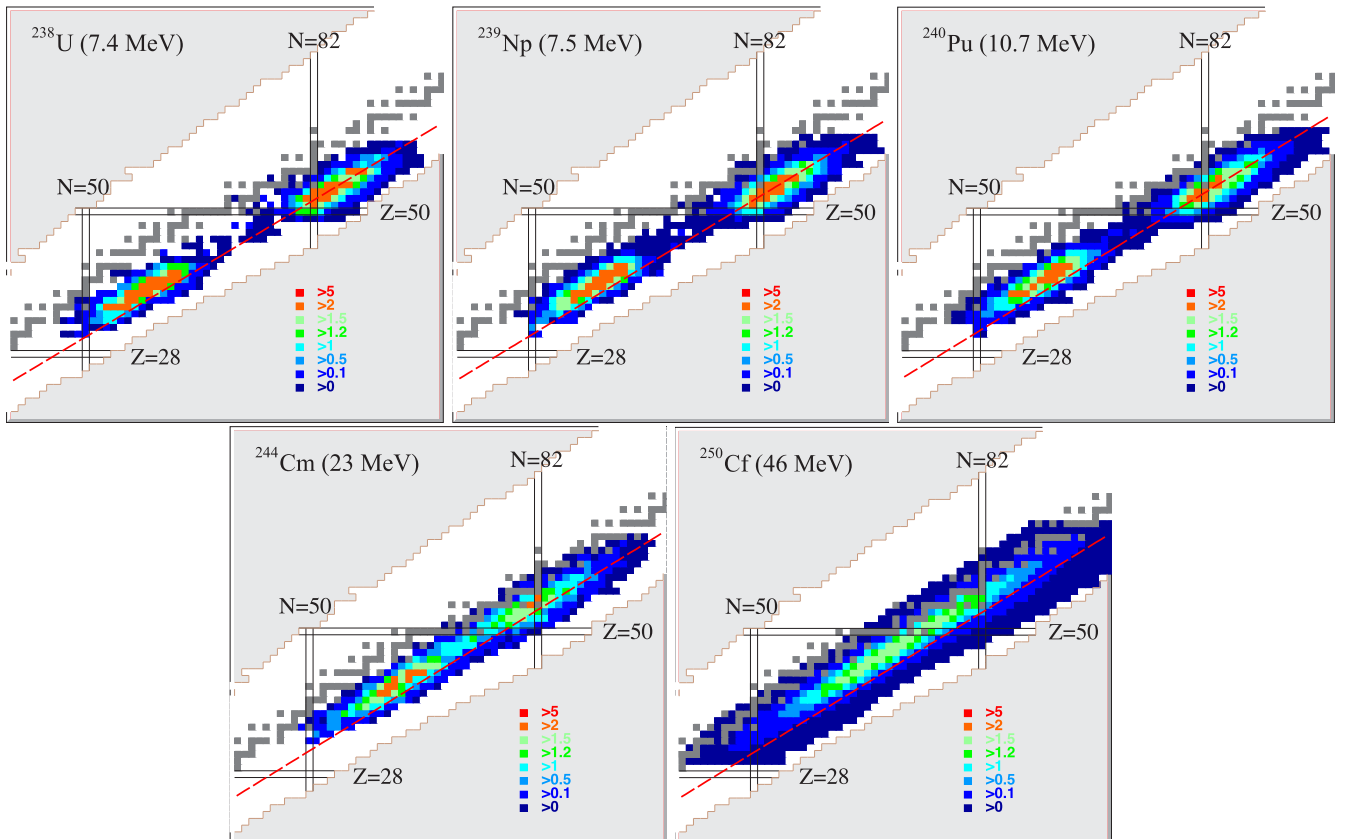 ²³⁸U (7.4 MeV)
N=82
N=50
Z=50
Z=28
>5
>2
>1.5
>1.2
>1
>0.5
>0.1
>0
²³⁹Np (7.5 MeV)
N=82
N=50
Z=50
Z=28
>5
>2
>1.5
>1.2
>1
>0.5
>0.1
>0
²⁴⁰Pu (10.7 MeV)
N=82
N=50
Z=50
Z=28
>5
>2
>1.5
>1.2
>1
>0.5
>0.1
>0
²⁴⁴Cm (23 MeV)
N=82
N=50
Z=50
Z=28
>5
>2
>1.5
>1.2
>1
>0.5
>0.1
>0
²⁵⁰Cf (46 MeV)
N=82
N=50
Z=50
Z=28
>5
>2
>1.5
>1.2
>1
>0.5
>0.1
>0